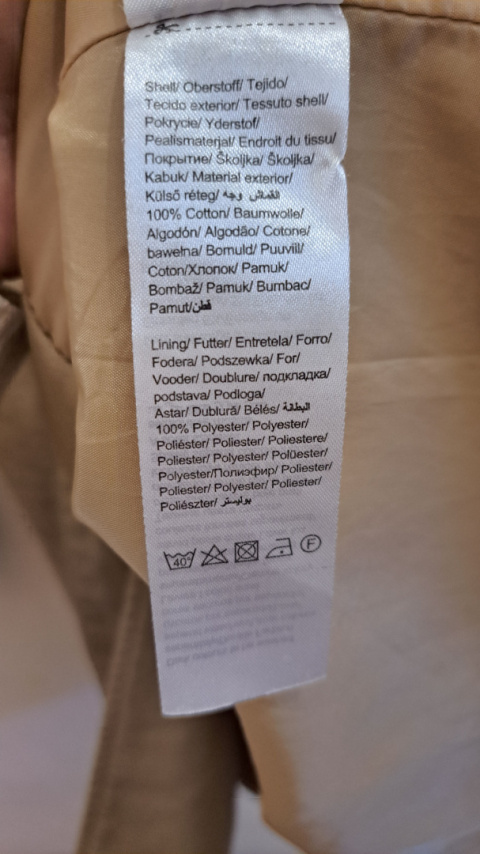 Shell/ Oberstoff/ Tejido/
Tecido exterior/ Tessuto shell/
Pokrycie/ Yderstof/
Pealismaterjal/ Endroit du tissu/
Покрытие/ Školjka/ Školjka/
Kabuk/ Material exterior/
Külső réteg/ وجه القماش
100% Cotton/ Baumwolle/
Algodón/ Algodão/ Cotone/
bawełna/ Bomuld/ Puuvill/
Coton/Хлопок/ Pamuk/
Bombaž/ Pamuk/ Bumbac/
Pamut/قطن
Lining/ Futter/ Entretela/ Forro/
Fodera/ Podszewka/ For/
Vooder/ Doublure/ подкладка/
podstava/ Podloga/
Astar/ Dublură/ Bélés/ البطانة
100% Polyester/ Polyester/
Poliéster/ Poliester/ Poliestere/
Poliester/ Polyester/ Polüester/
Polyester/Полиэфир/ Poliester/
Poliester/ Polyester/ Poliester/
Poliészter/ بوليستر
40° F